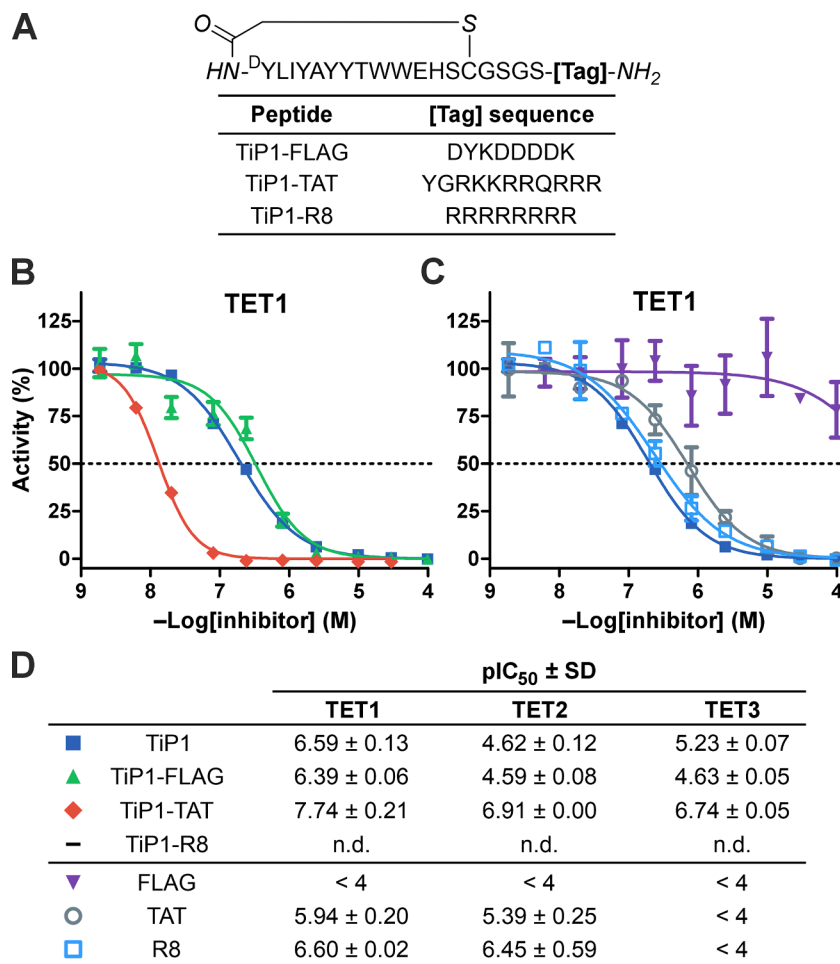 A
O
S
HN-ᴰYLIYAYYTWWEHSCGSGS-[Tag]-NH₂
Peptide [Tag] sequence
TiP1-FLAG DYKDDDDK
TiP1-TAT YGRKKRRQRRR
TiP1-R8 RRRRRRRR
B
TET1
Activity (%)
125
100
75
50
25
0
9 8 7 6 5 4
–Log[inhibitor] (M)
C
TET1
125
100
75
50
25
0
9 8 7 6 5 4
–Log[inhibitor] (M)
D
pIC₅₀ ± SD
TET1 TET2 TET3
TiP1 6.59 ± 0.13 4.62 ± 0.12 5.23 ± 0.07
TiP1-FLAG 6.39 ± 0.06 4.59 ± 0.08 4.63 ± 0.05
TiP1-TAT 7.74 ± 0.21 6.91 ± 0.00 6.74 ± 0.05
TiP1-R8 n.d. n.d. n.d.
FLAG < 4 < 4 < 4
TAT 5.94 ± 0.20 5.39 ± 0.25 < 4
R8 6.60 ± 0.02 6.45 ± 0.59 < 4